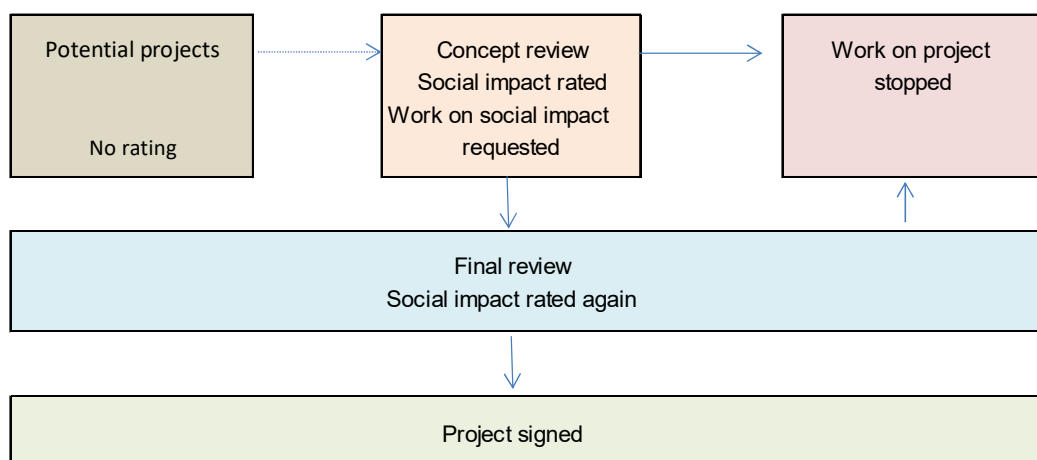 Potential projects
No rating
Concept review
Social impact rated
Work on social impact
requested
Work on project
stopped
Final review
Social impact rated again
Project signed